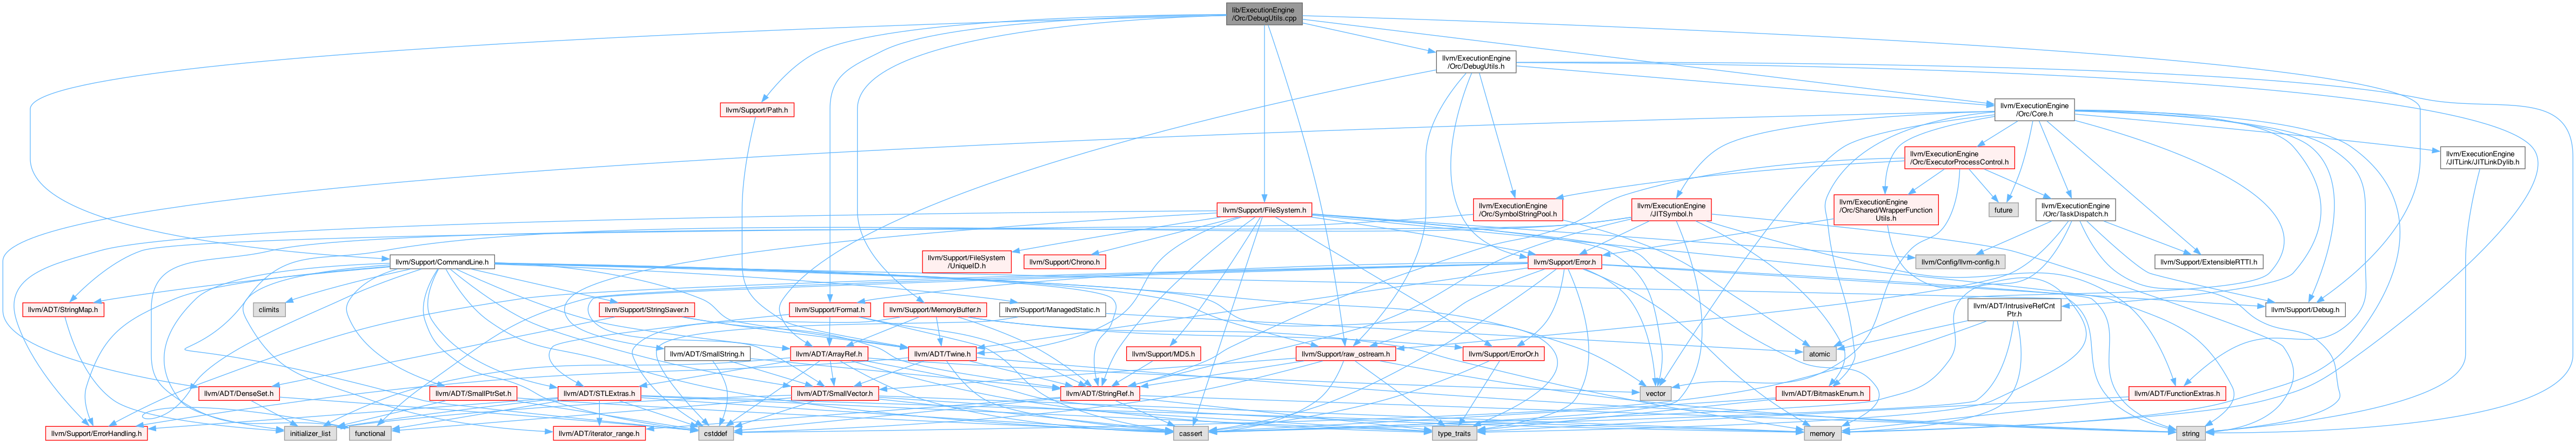 lib/ExecutionEngine
/Orc/DebugUtils.cpp
llvm/ExecutionEngine
/Orc/DebugUtils.h
llvm/Support/Path.h
llvm/ExecutionEngine
/Orc/Core.h
llvm/ExecutionEngine
/Orc/ExecutorProcessControl.h
llvm/ExecutionEngine
/JITLink/JITLinkDylib.h
llvm/Support/FileSystem.h
llvm/ExecutionEngine
/Orc/SymbolStringPool.h
llvm/ExecutionEngine
/JITSymbol.h
llvm/ExecutionEngine
/Orc/Shared/WrapperFunction
Utils.h
future
llvm/ExecutionEngine
/Orc/TaskDispatch.h
llvm/Support/CommandLine.h
llvm/Support/FileSystem
/UniqueID.h
llvm/Support/Chrono.h
llvm/Support/Error.h
llvm/Config/llvm-config.h
llvm/Support/ExtensibleRTTI.h
llvm/ADT/StringMap.h
climits
llvm/Support/StringSaver.h
llvm/Support/Format.h
llvm/Support/MemoryBuffer.h
llvm/Support/ManagedStatic.h
llvm/ADT/IntrusiveRefCnt
Ptr.h
llvm/Support/Debug.h
llvm/ADT/SmallString.h
llvm/ADT/ArrayRef.h
llvm/ADT/Twine.h
llvm/Support/MD5.h
llvm/Support/ErrorOr.h
llvm/Support/raw_ostream.h
atomic
llvm/ADT/DenseSet.h
llvm/ADT/SmallPtrSet.h
llvm/ADT/STLExtras.h
llvm/ADT/SmallVector.h
llvm/ADT/StringRef.h
vector
llvm/ADT/BitmaskEnum.h
llvm/ADT/FunctionExtras.h
llvm/Support/ErrorHandling.h
initializer_list
functional
llvm/ADT/iterator_range.h
cstddef
cassert
type_traits
memory
string